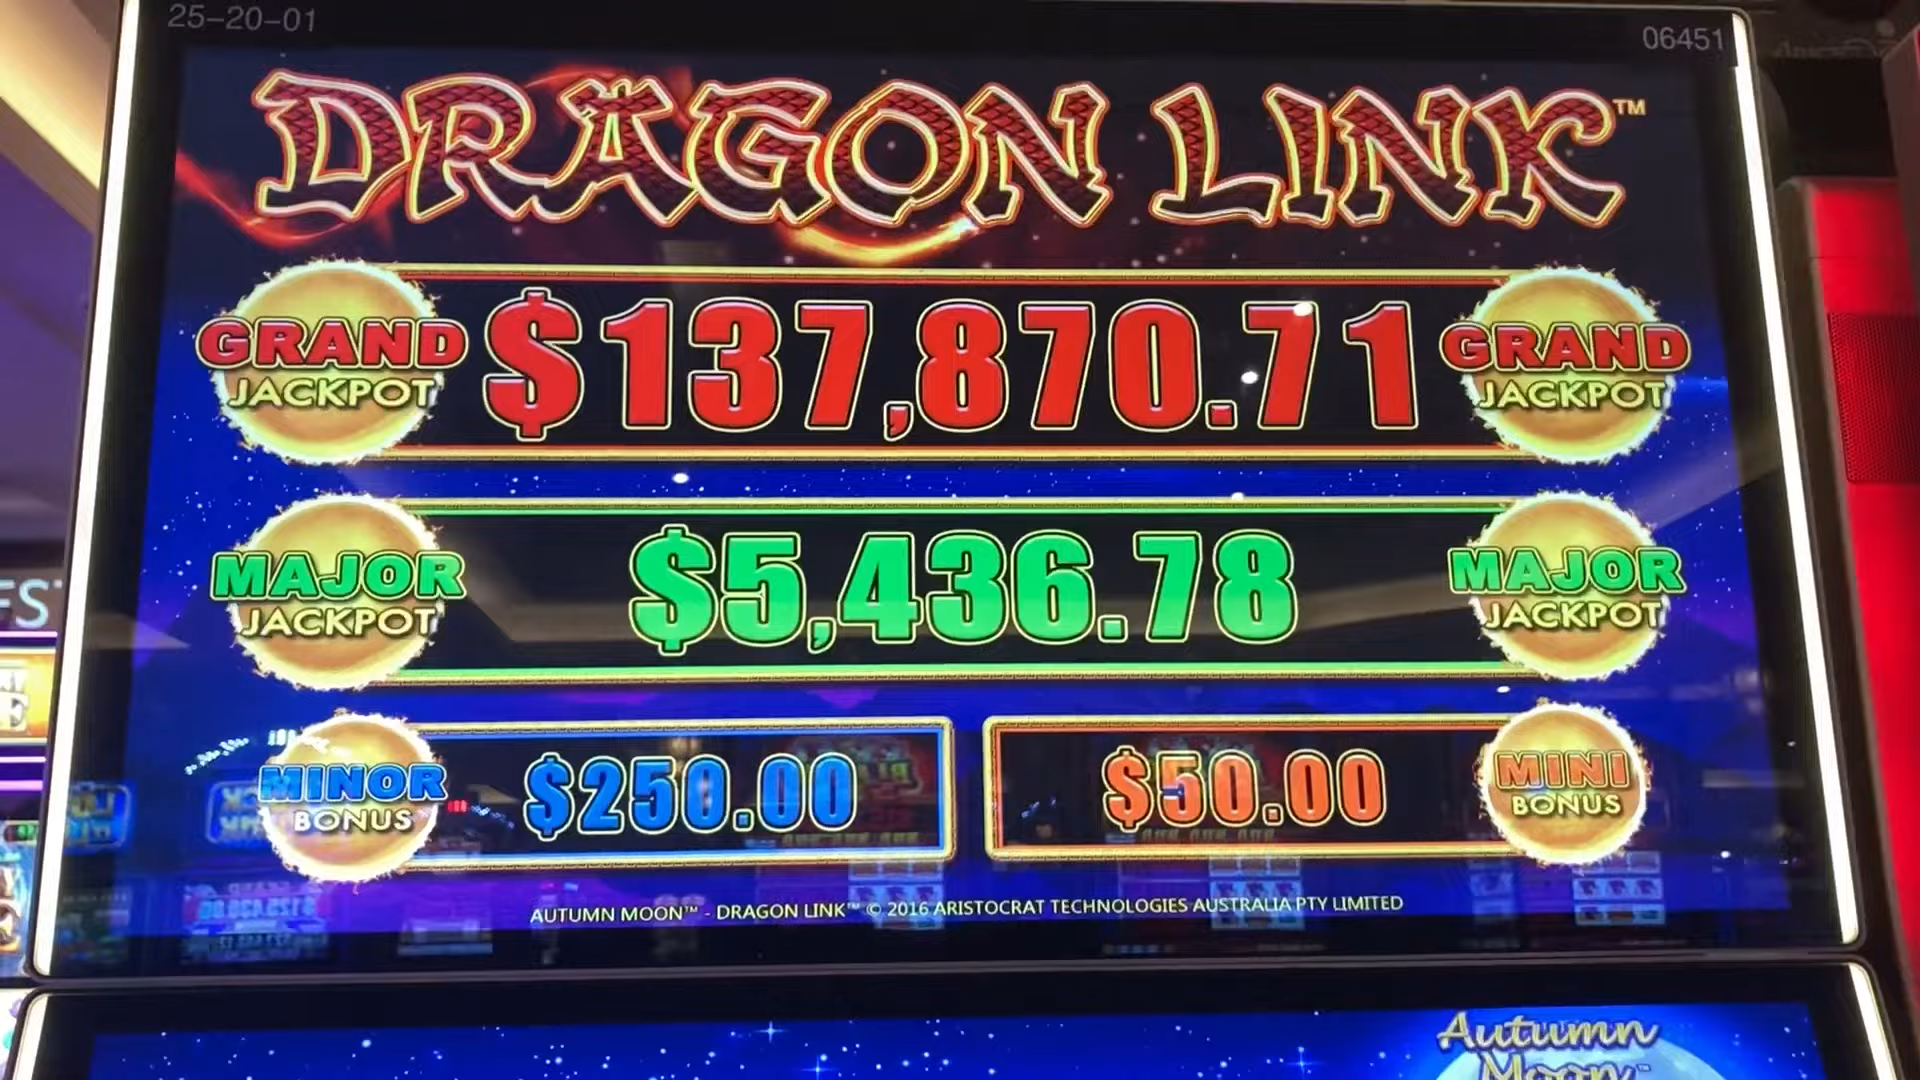 25-20-01
06451
DRAGON LINK™
GRAND JACKPOT
$137,870.71
GRAND JACKPOT
MAJOR JACKPOT
$5,436.78
MAJOR JACKPOT
MINOR BONUS
$250.00
$50.00
MINI BONUS
AUTUMN MOON™ - DRAGON LINK™ © 2016 ARISTOCRAT TECHNOLOGIES AUSTRALIA PTY LIMITED
Autumn
Moon™